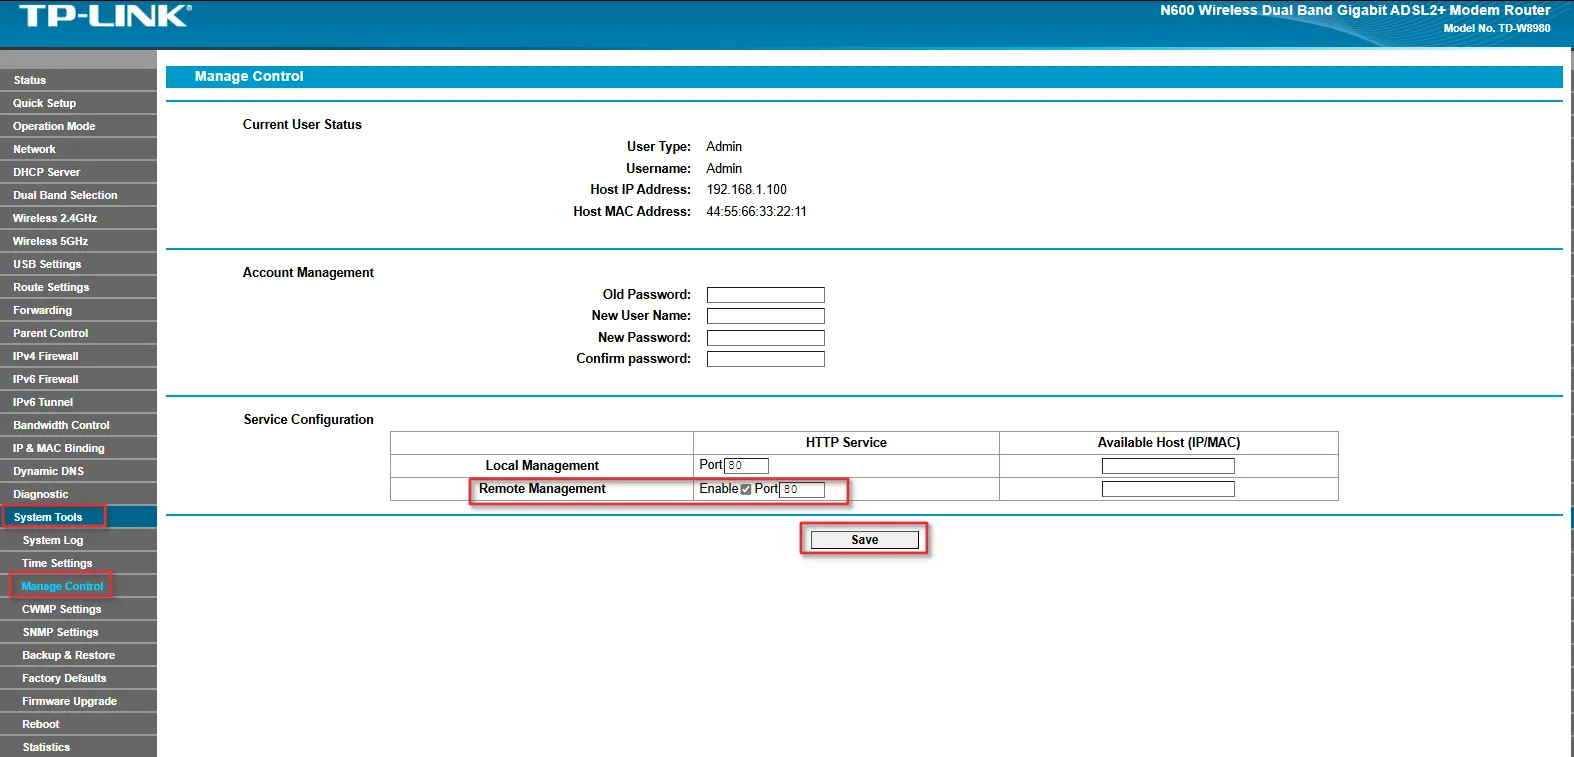 TP-LINK®
N600 Wireless Dual Band Gigabit ADSL2+ Modem Router
Model No. TD-W8980
Status
Quick Setup
Operation Mode
Network
DHCP Server
Dual Band Selection
Wireless 2.4GHz
Wireless 5GHz
USB Settings
Route Settings
Forwarding
Parent Control
IPv4 Firewall
IPv6 Firewall
IPv6 Tunnel
Bandwidth Control
IP & MAC Binding
Dynamic DNS
Diagnostic
System Tools
System Log
Time Settings
Manage Control
CWMP Settings
SNMP Settings
Backup & Restore
Factory Defaults
Firmware Upgrade
Reboot
Statistics
Manage Control
Current User Status
User Type: Admin
Username: Admin
Host IP Address: 192.168.1.100
Host MAC Address: 44:55:66:33:22:11
Account Management
Old Password:
New User Name:
New Password:
Confirm password:
Service Configuration
HTTP Service Available Host (IP/MAC)
Local Management Port 80
Remote Management Enable Port 80
Save